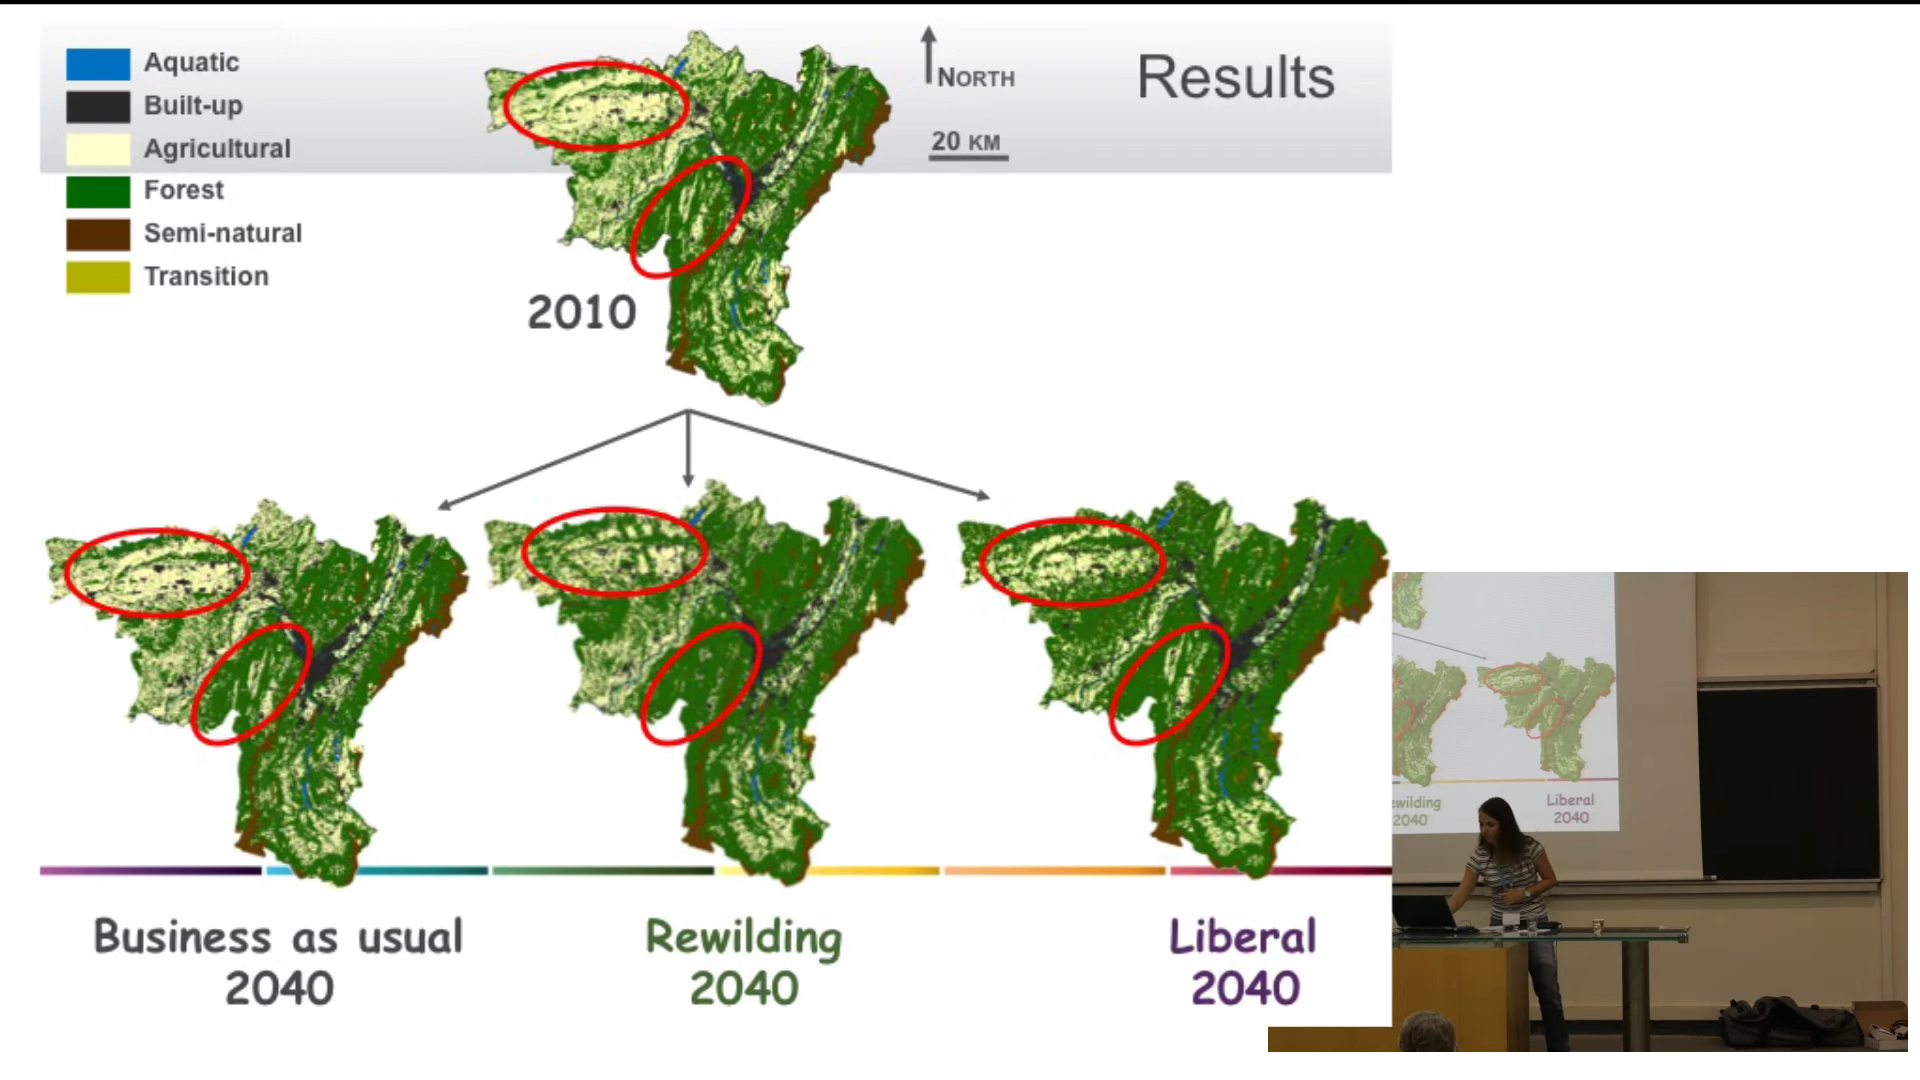 Aquatic
Built-up
Agricultural
Forest
Semi-natural
Transition
NORTH
20 KM
Results
2010
Business as usual
2040
Rewilding
2040
Liberal
2040
ewilding
2040
Liberal
2040